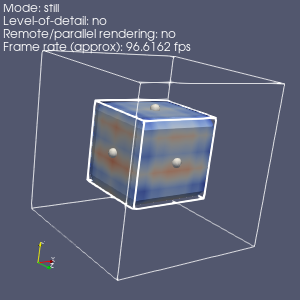 Mode: still
Level-of-detail: no
Remote/parallel rendering: no
Frame rate (approx): 96.6162 fps